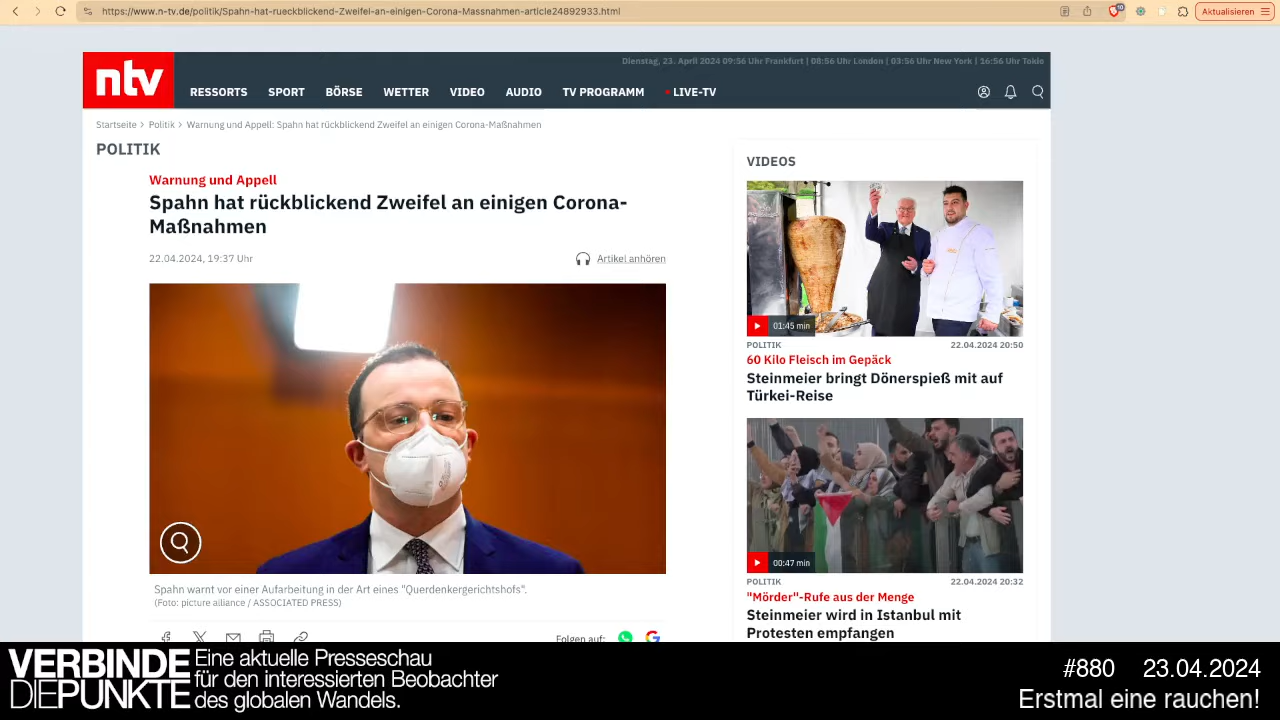 https://www.n-tv.de/politik/Spahn-hat-rueckblickend-Zweifel-an-einigen-Corona-Massnahmen-article24892933.html
10
Aktualisieren
ntv
Dienstag, 23. April 2024 09:56 Uhr Frankfurt | 08:56 Uhr London | 03:56 Uhr New York | 16:56 Uhr Tokio
RESSORTS SPORT BÖRSE WETTER VIDEO AUDIO TV PROGRAMM LIVE-TV
Startseite > Politik > Warnung und Appell: Spahn hat rückblickend Zweifel an einigen Corona-Maßnahmen
POLITIK
Warnung und Appell
Spahn hat rückblickend Zweifel an einigen Corona-
Maßnahmen
22.04.2024, 19:37 Uhr
Artikel anhören
Spahn warnt vor einer Aufarbeitung in der Art eines "Querdenkergerichtshofs".
(Foto: picture alliance / ASSOCIATED PRESS)
Folgen auf:
VIDEOS
01:45 min
POLITIK 22.04.2024 20:50
60 Kilo Fleisch im Gepäck
Steinmeier bringt Dönerspieß mit auf
Türkei-Reise
00:47 min
POLITIK 22.04.2024 20:32
"Mörder"-Rufe aus der Menge
Steinmeier wird in Istanbul mit
Protesten empfangen
VERBINDE
DIEPUNKTE
Eine aktuelle Presseschau
für den interessierten Beobachter
des globalen Wandels.
#880 23.04.2024
Erstmal eine rauchen!